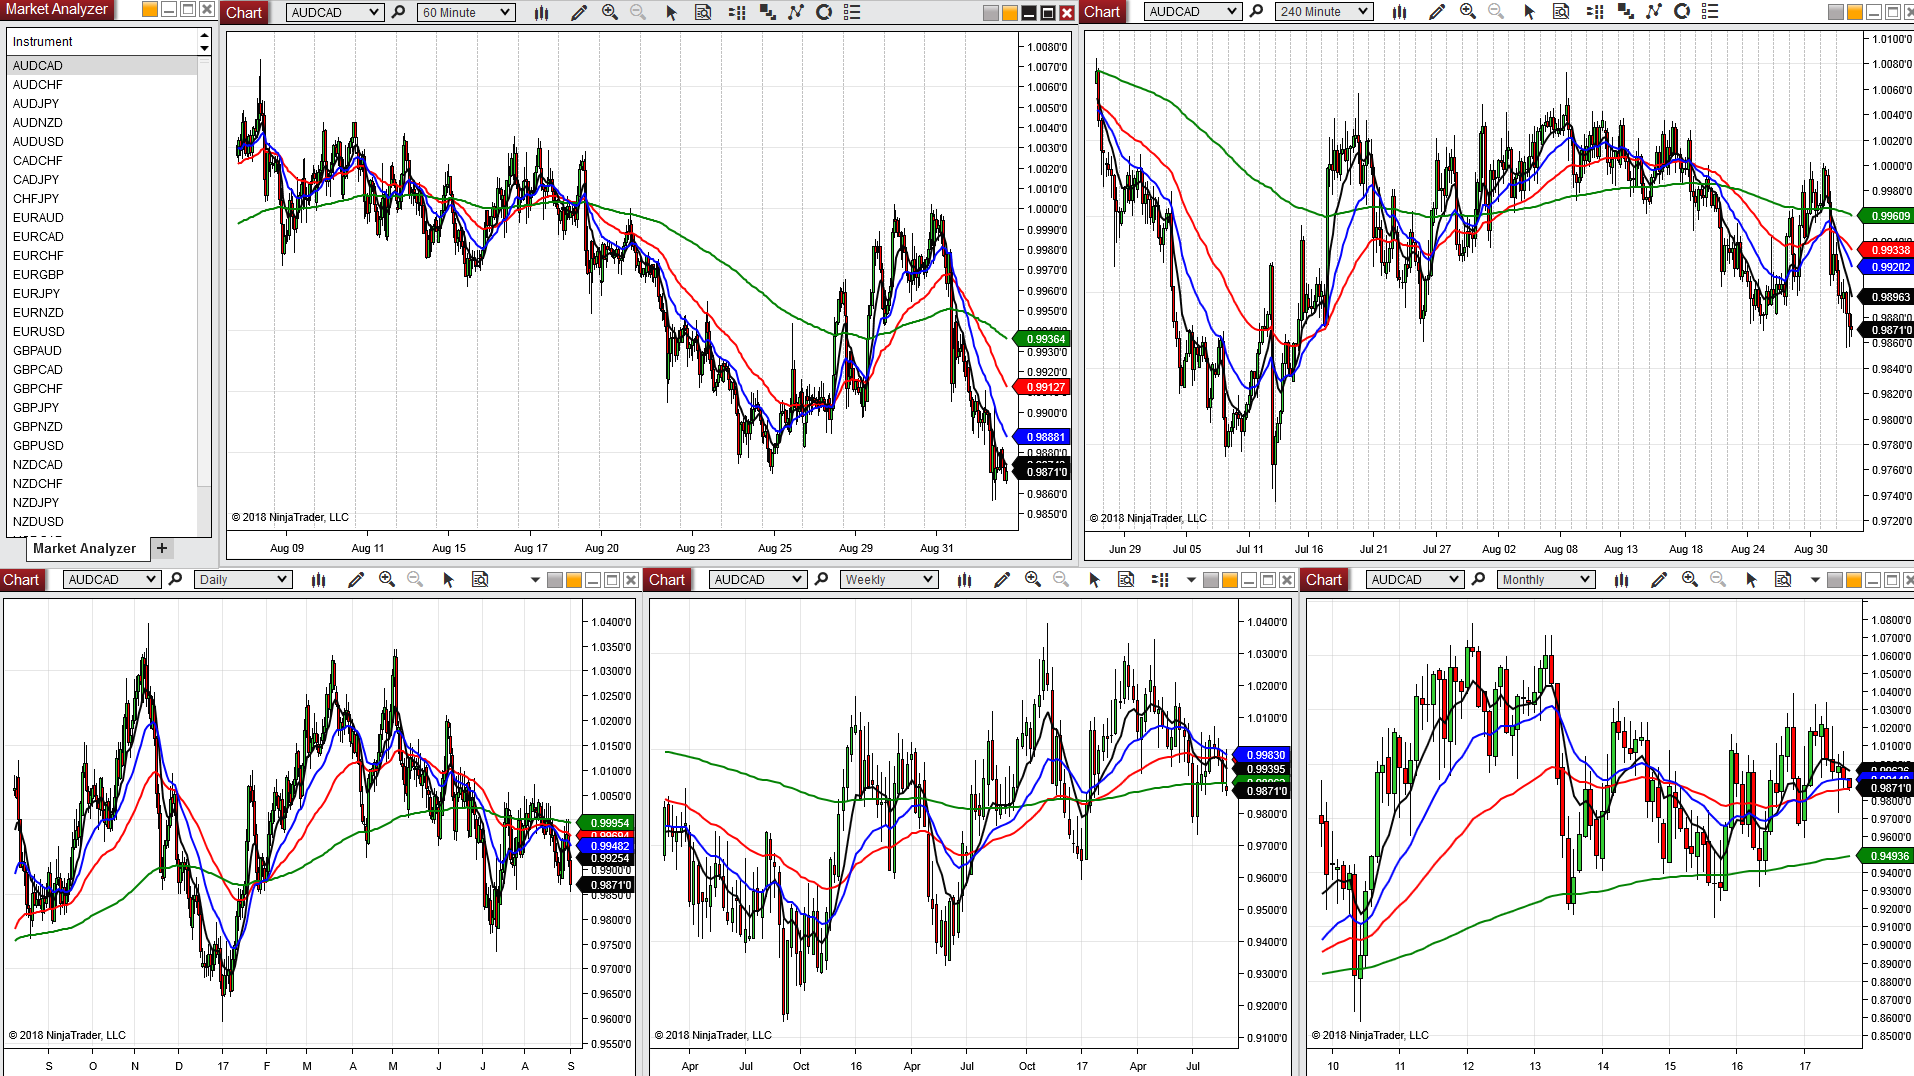 Market Analyzer
Instrument
AUDCAD
AUDCHF
AUDJPY
AUDNZD
AUDUSD
CADCHF
CADJPY
CHFJPY
EURAUD
EURCAD
EURCHF
EURGBP
EURJPY
EURNZD
EURUSD
GBPAUD
GBPCAD
GBPCHF
GBPJPY
GBPNZD
GBPUSD
NZDCAD
NZDCHF
NZDJPY
NZDUSD
Market Analyzer +
Chart AUDCAD 60 Minute
1.0080'0
1.0070'0
1.0060'0
1.0050'0
1.0040'0
1.0030'0
1.0020'0
1.0010'0
1.0000'0
0.9990'0
0.9980'0
0.9970'0
0.9960'0
0.9950'0
0.99364
0.9930'0
0.9920'0
0.99127
0.9900'0
0.98881
0.9880'0
0.9871'0
0.9860'0
0.9850'0
© 2018 NinjaTrader, LLC
Aug 09 Aug 11 Aug 15 Aug 17 Aug 20 Aug 23 Aug 25 Aug 29 Aug 31
Chart AUDCAD 240 Minute
1.0100'0
1.0080'0
1.0060'0
1.0040'0
1.0020'0
1.0000'0
0.9980'0
0.99609
0.99338
0.99202
0.98963
0.9880'0
0.9871'0
0.9860'0
0.9840'0
0.9820'0
0.9800'0
0.9780'0
0.9760'0
0.9740'0
0.9720'0
© 2018 NinjaTrader, LLC
Jun 29 Jul 05 Jul 11 Jul 16 Jul 21 Jul 27 Aug 02 Aug 08 Aug 13 Aug 18 Aug 24 Aug 30
Chart AUDCAD Daily
1.0400'0
1.0350'0
1.0300'0
1.0250'0
1.0200'0
1.0150'0
1.0100'0
1.0050'0
0.99954
0.99482
0.99254
0.9900'0
0.9871'0
0.9850'0
0.9800'0
0.9750'0
0.9700'0
0.9650'0
0.9600'0
0.9550'0
© 2018 NinjaTrader, LLC
S O N D 17 F M A M J J A S
Chart AUDCAD Weekly
1.0400'0
1.0300'0
1.0200'0
1.0100'0
0.99830
0.99395
0.9871'0
0.9800'0
0.9700'0
0.9600'0
0.9500'0
0.9400'0
0.9300'0
0.9200'0
0.9100'0
© 2018 NinjaTrader, LLC
Apr Jul Oct 16 Apr Jul Oct 17 Apr Jul
Chart AUDCAD Monthly
1.0800'0
1.0700'0
1.0600'0
1.0500'0
1.0400'0
1.0300'0
1.0200'0
1.0100'0
0.9871'0
0.9800'0
0.9700'0
0.9600'0
0.9500'0
0.94936
0.9400'0
0.9300'0
0.9200'0
0.9100'0
0.9000'0
0.8900'0
0.8800'0
0.8700'0
0.8600'0
0.8500'0
© 2018 NinjaTrader, LLC
10 11 12 13 14 15 16 17